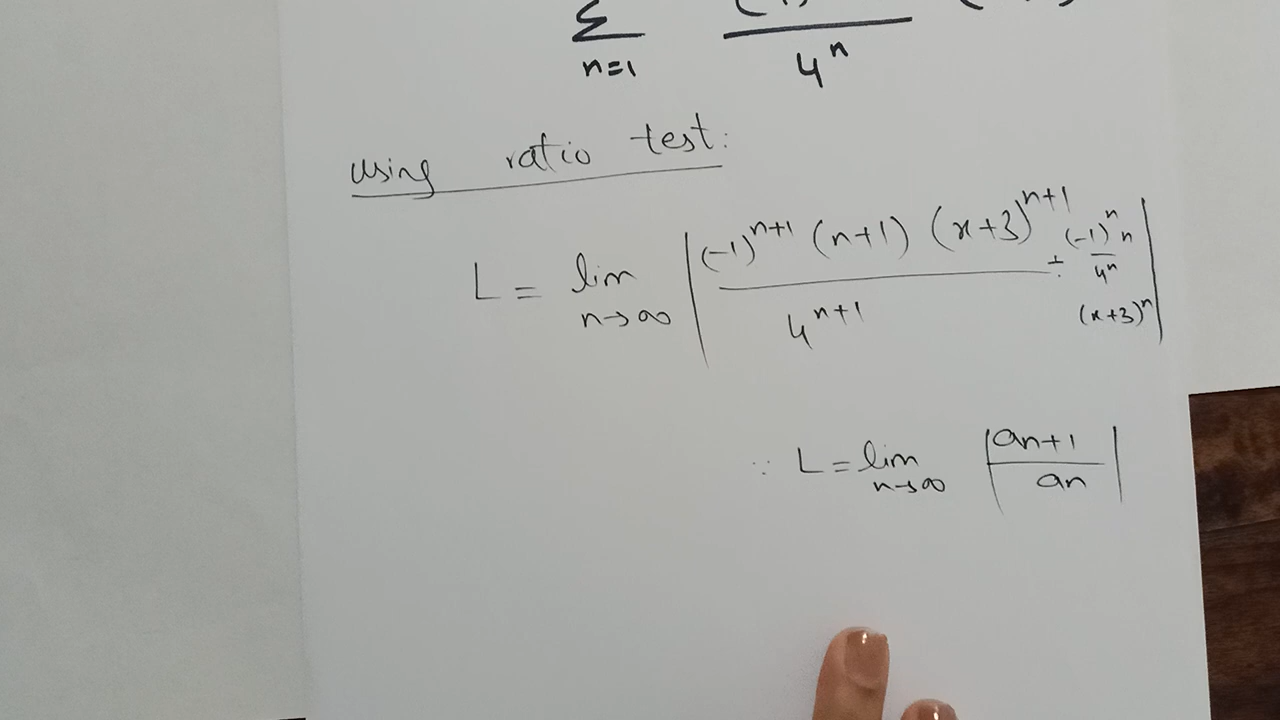 Σ (-1)
n=1 4^n
using ratio test:
L = lim n→∞ | (-1)^{n+1} (n+1) (x+3)^{n+1} / 4^{n+1} ÷ (-1)^n n / 4^n (x+3)^n |
∵ L = lim n→∞ | an+1 / an |